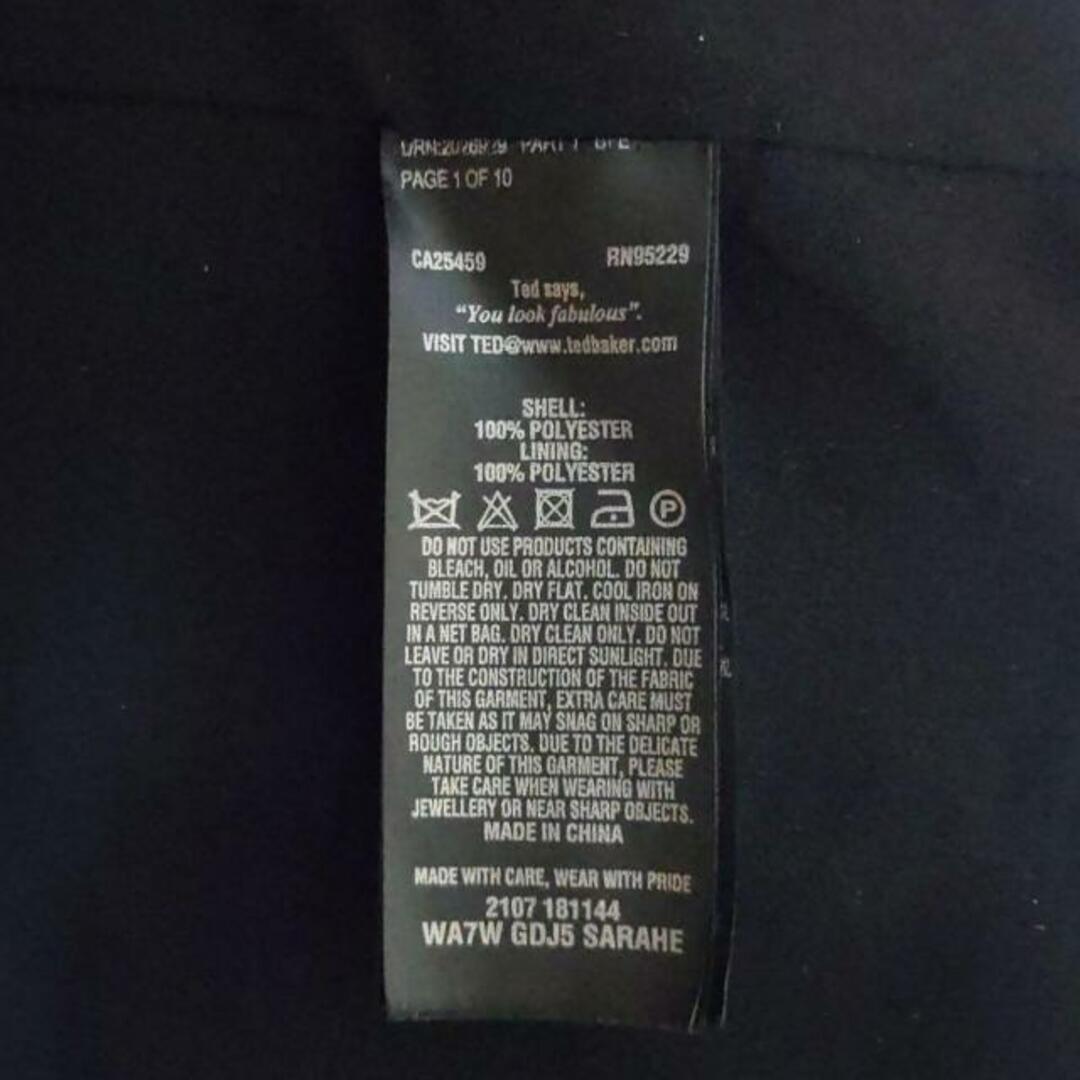 PAGE 1 OF 10
CA25459 RN95229
Ted says,
“You look fabulous”.
VISIT TED@www.tedbaker.com
SHELL:
100% POLYESTER
LINING:
100% POLYESTER
P
DO NOT USE PRODUCTS CONTAINING
BLEACH, OIL OR ALCOHOL. DO NOT
TUMBLE DRY. DRY FLAT. COOL IRON ON
REVERSE ONLY. DRY CLEAN INSIDE OUT
IN A NET BAG. DRY CLEAN ONLY. DO NOT
LEAVE OR DRY IN DIRECT SUNLIGHT. DUE
TO THE CONSTRUCTION OF THE FABRIC
OF THIS GARMENT, EXTRA CARE MUST
BE TAKEN AS IT MAY SNAG ON SHARP OR
ROUGH OBJECTS. DUE TO THE DELICATE
NATURE OF THIS GARMENT, PLEASE
TAKE CARE WHEN WEARING WITH
JEWELLERY OR NEAR SHARP OBJECTS.
MADE IN CHINA
MADE WITH CARE, WEAR WITH PRIDE
2107 181144
WA7W GDJ5 SARAHE